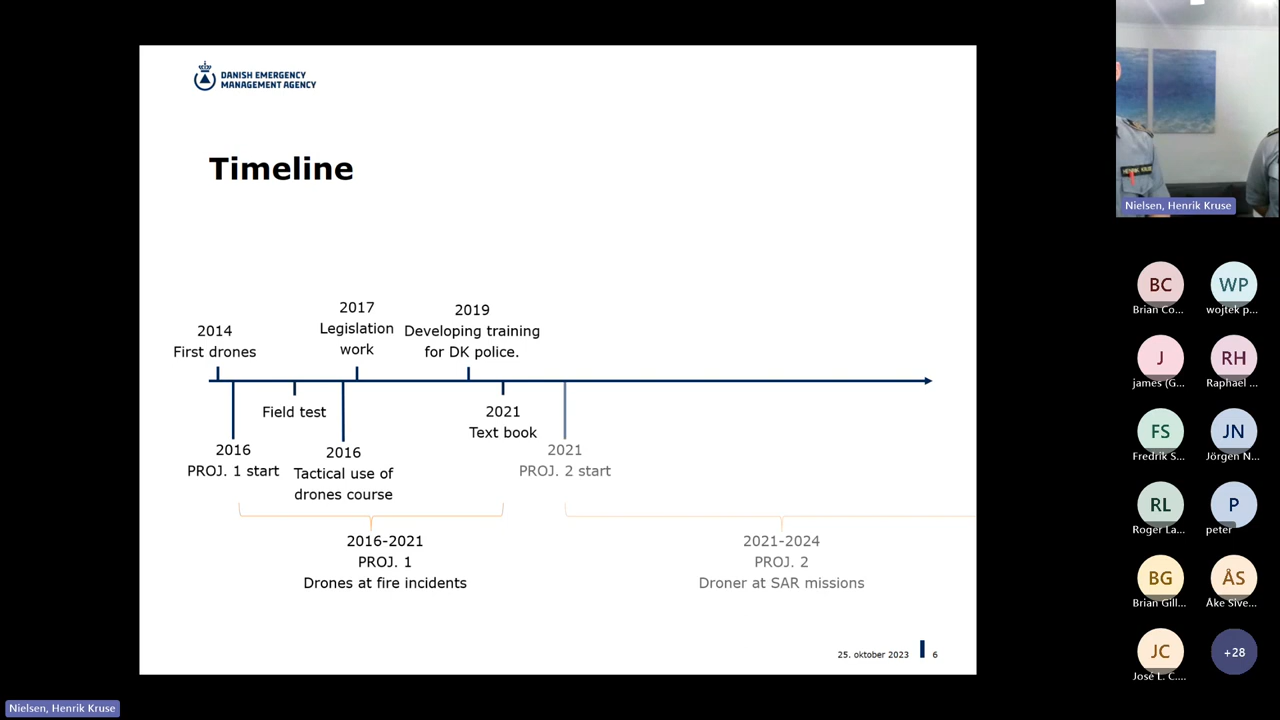 DANISH EMERGENCY
MANAGEMENT AGENCY
Timeline
2014
First drones
2017
Legislation
work
2019
Developing training
for DK police.
Field test
2021
Text book
2016
PROJ. 1 start
2016
Tactical use of
drones course
2021
PROJ. 2 start
2016-2021
PROJ. 1
Drones at fire incidents
2021-2024
PROJ. 2
Droner at SAR missions
25. oktober 2023
6
HENRIK KRUSE
Nielsen, Henrik Kruse
BC
Brian Co...
WP
wojtek p...
J
james (G...
RH
Raphael ...
FS
Fredrik S...
JN
Jörgen N...
RL
Roger La...
P
peter
BG
Brian Gill...
ÅS
Åke Sive...
JC
José L. C....
+28
Nielsen, Henrik Kruse